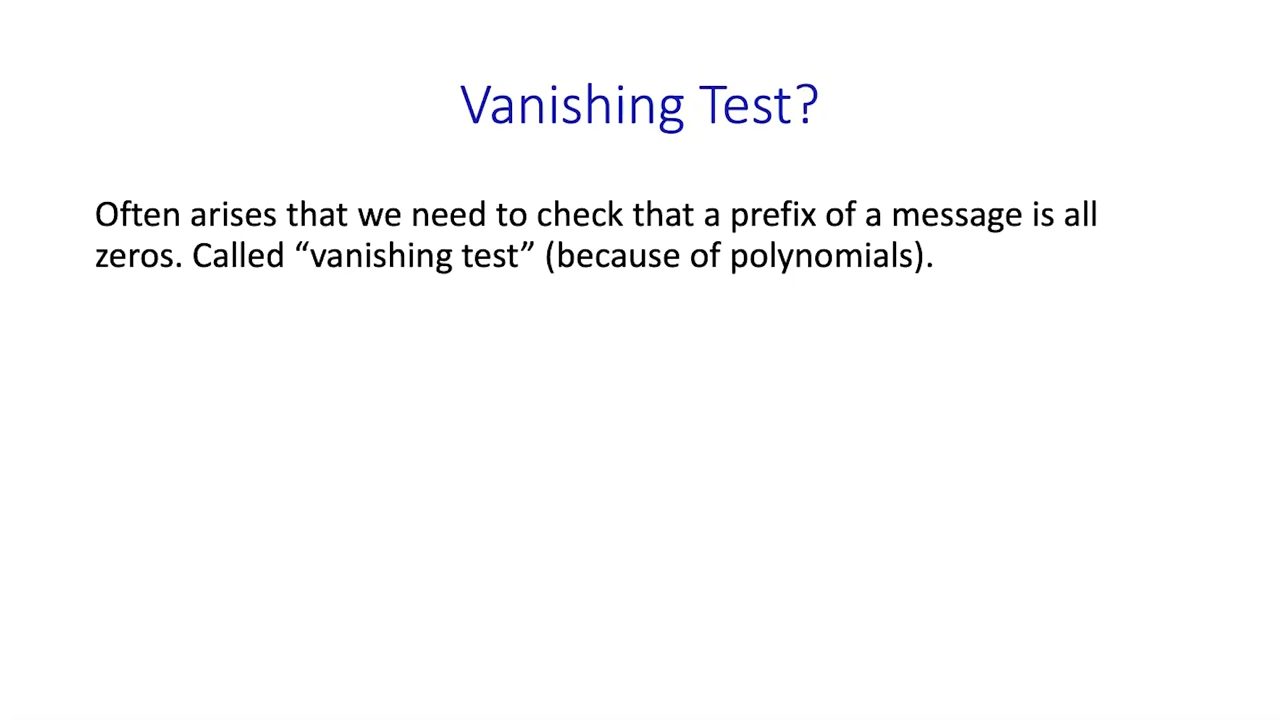 Vanishing Test?
Often arises that we need to check that a prefix of a message is all
zeros. Called “vanishing test” (because of polynomials).